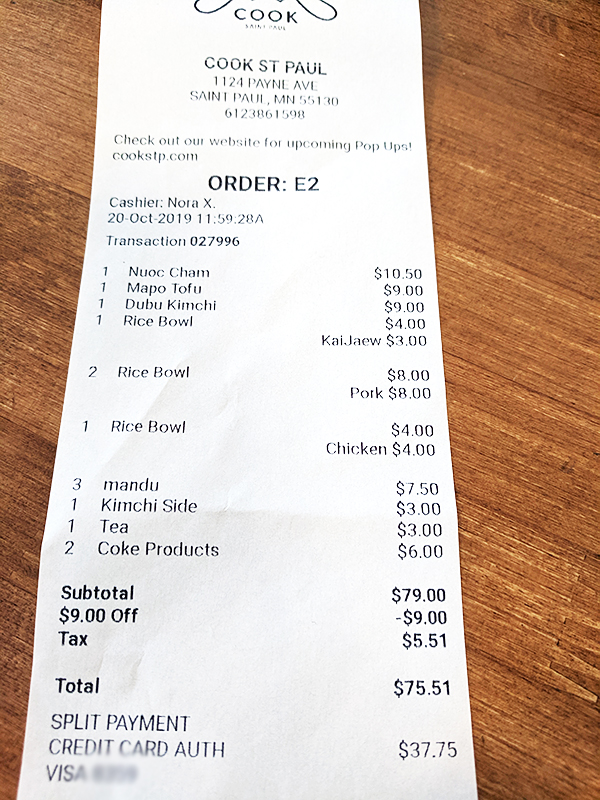 COOK
SAINT PAUL
COOK ST PAUL
1124 PAYNE AVE
SAINT PAUL, MN 55130
6123861598
Check out our website for upcoming Pop Ups!
cookstp.com
ORDER: E2
Cashier: Nora X.
20-Oct-2019 11:59:28A
Transaction 027996
1 Nuoc Cham $10.50
1 Mapo Tofu $9.00
1 Dubu Kimchi $9.00
1 Rice Bowl $4.00
KaiJaew $3.00
2 Rice Bowl $8.00
Pork $8.00
1 Rice Bowl $4.00
Chicken $4.00
3 mandu $7.50
1 Kimchi Side $3.00
1 Tea $3.00
2 Coke Products $6.00
Subtotal $79.00
$9.00 Off -$9.00
Tax $5.51
Total $75.51
SPLIT PAYMENT
CREDIT CARD AUTH $37.75
VISA